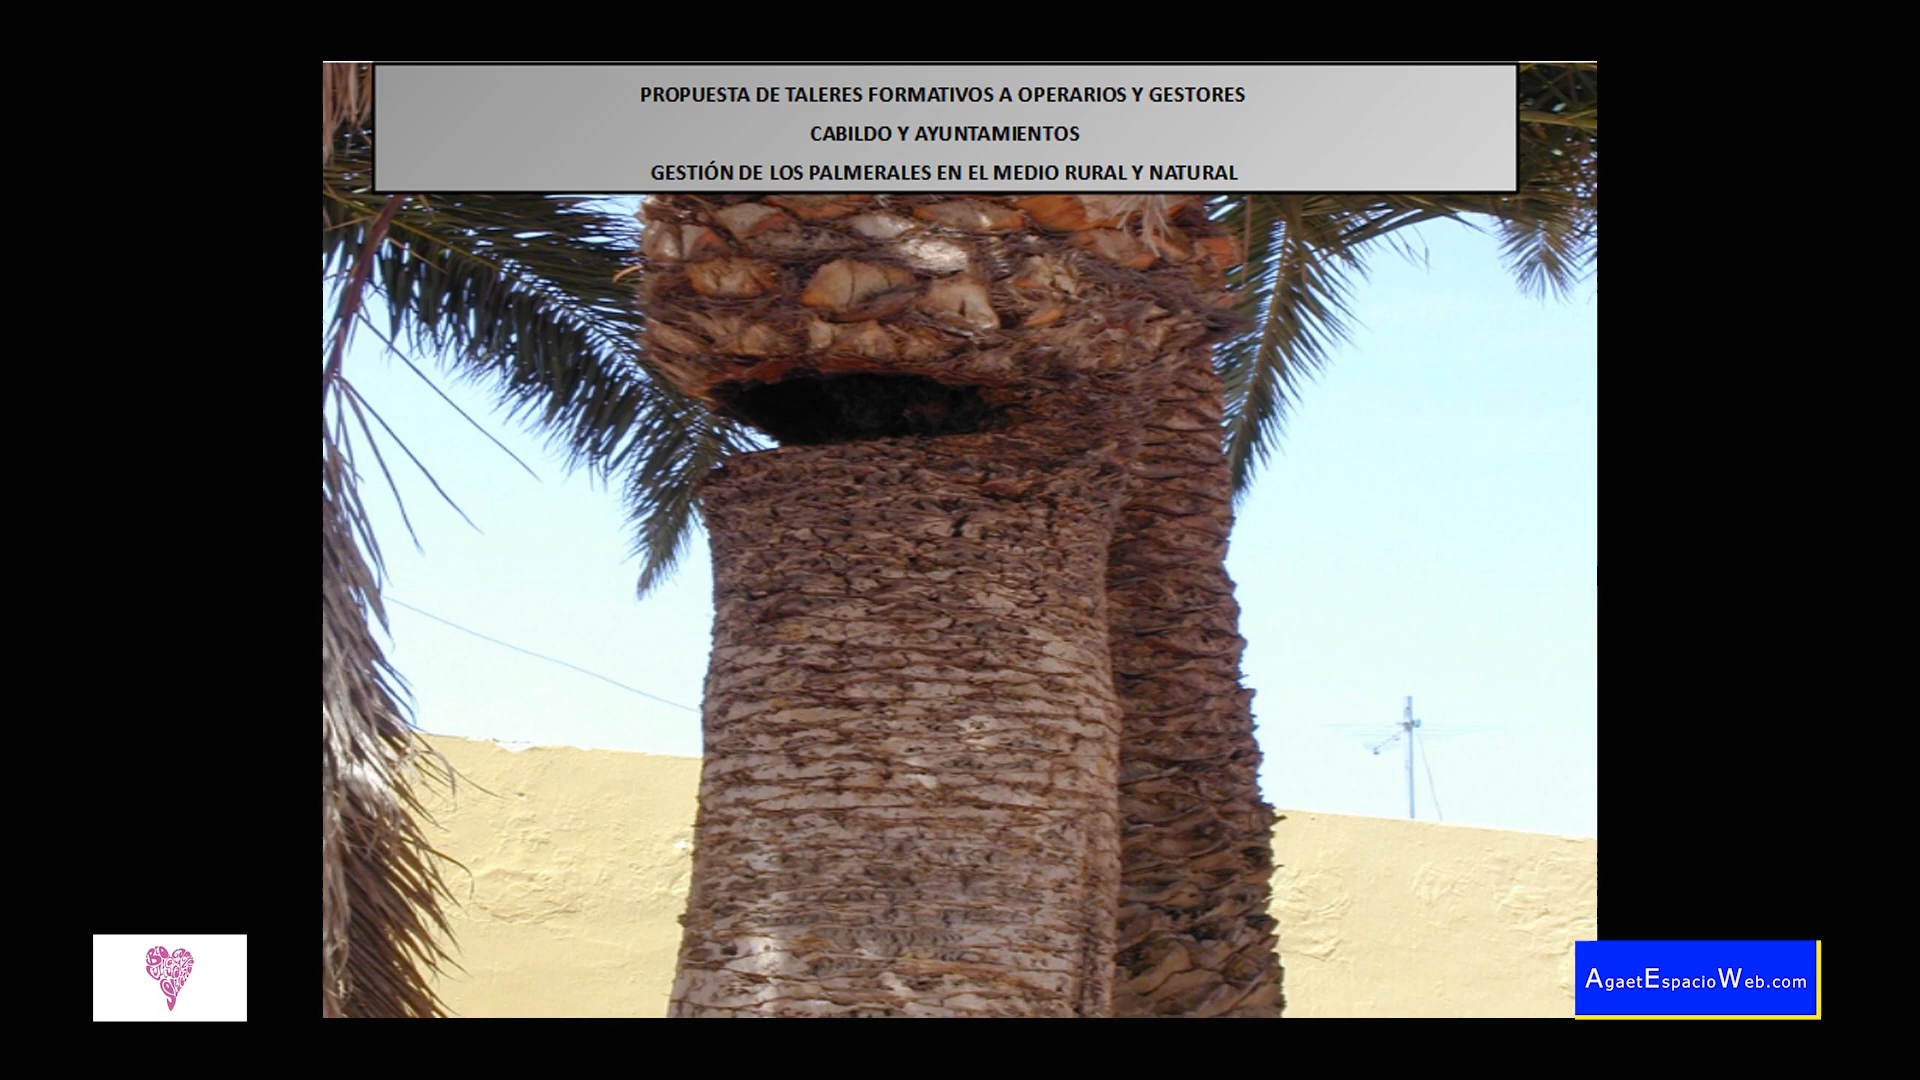 PROPUESTA DE TALERES FORMATIVOS A OPERARIOS Y GESTORES
CABILDO Y AYUNTAMIENTOS
GESTIÓN DE LOS PALMERALES EN EL MEDIO RURAL Y NATURAL
AgaetEspacioWeb.com